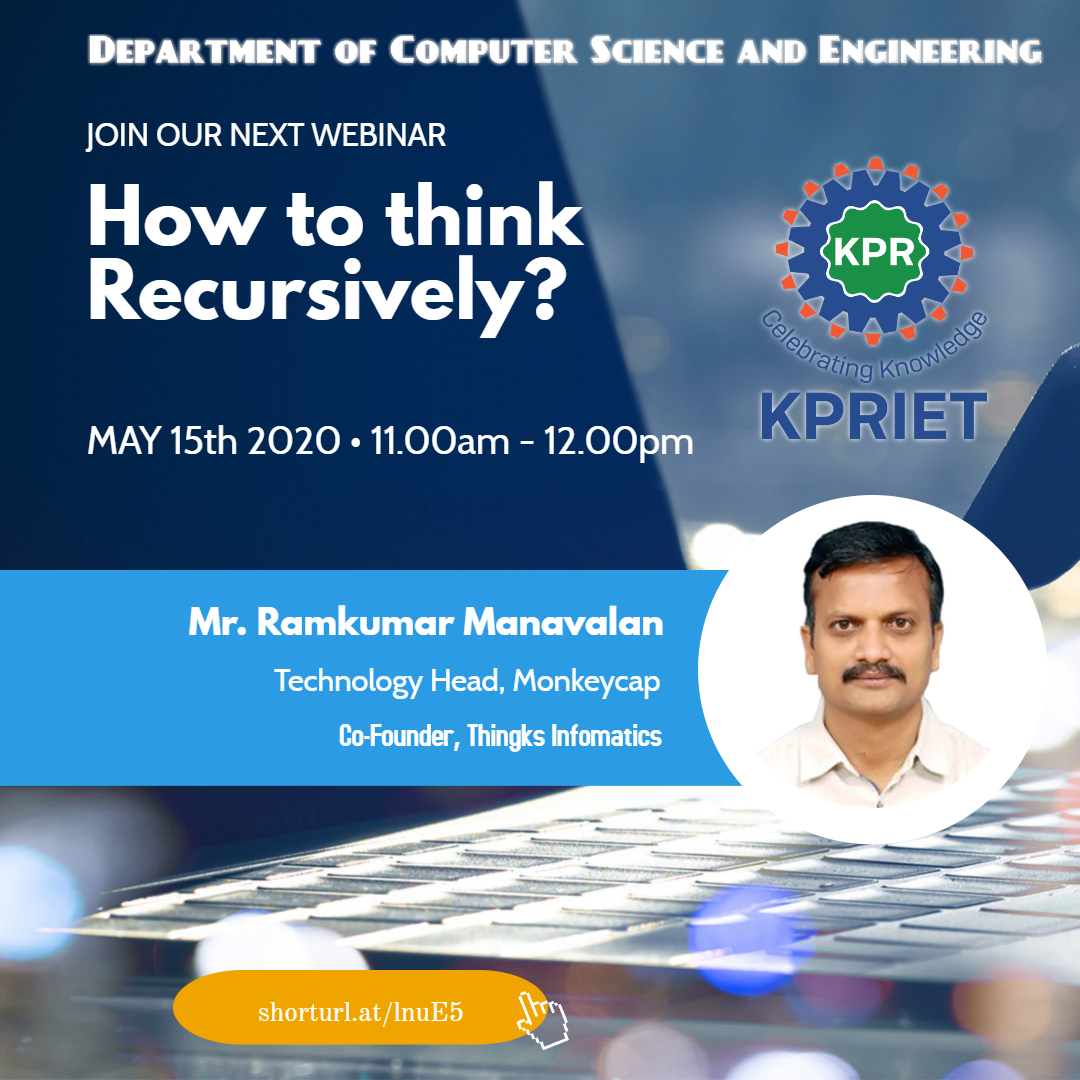 DEPARTMENT OF COMPUTER SCIENCE AND ENGINEERING
JOIN OUR NEXT WEBINAR
How to think
Recursively?
KPR
Celebrating Knowledge
KPRIET
MAY 15th 2020 • 11.00am - 12.00pm
Mr. Ramkumar Manavalan
Technology Head, Monkeycap
Co-Founder, Thingks Infomatics
shorturl.at/lnuE5